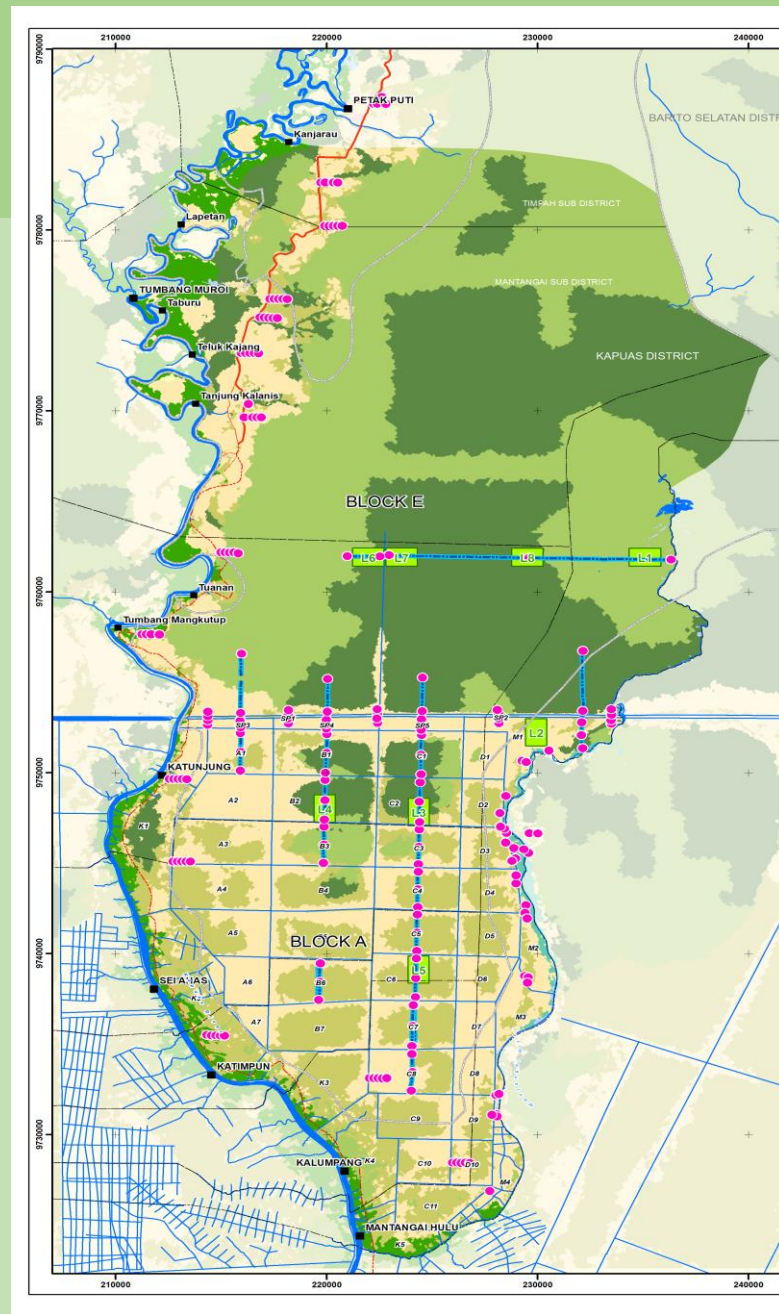 210000 220000 230000 240000
9790000
PETAK PUTI
BARITO SELATAN DISTR
Kanjarau
TIMPAH SUB DISTRICT
Lapetan
9780000
MANTANGAI SUB DISTRICT
TUMBANG MUROI
Taburu
KAPUAS DISTRICT
Teluk Kajang
Tanjung Kalanis
9770000
BLOCK E
L6 L7 L8 L1
9760000
Tuanan
Tumbang Mangkutup
SP3 SP1 SP4 SP5 SP2
M1 L2
A1 B1 C1 D1
KATUNJUNG
9750000
A2 B2 C2 D2
L4 L3
K1
A3 B3 C3 D3
A4 B4 C4 D4
A5 C5 D5
BLOCK A
M2
9740000
L5
A6 B6 C6 D6
SEI AHAS
K2
M3
A7 B7 C7 D7
KATIMPUN
K3 C8 D8
9730000
C9 D9
KALUMPANG
K4 C10 D10
M4
C11
MANTANGAI HULU
K5
210000 220000 230000 240000